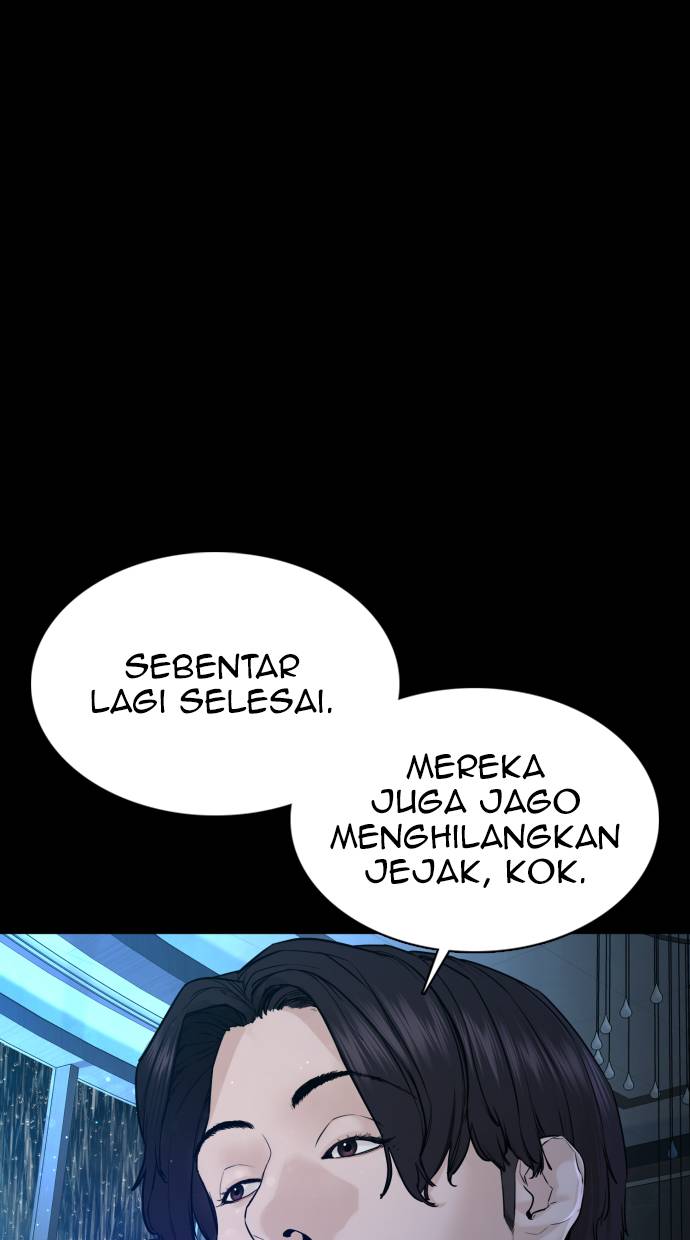 SEBENTAR
LAGI SELESAI.
MEREKA
JUGA JAGO
MENGHILANGKAN
JEJAK, KOK.